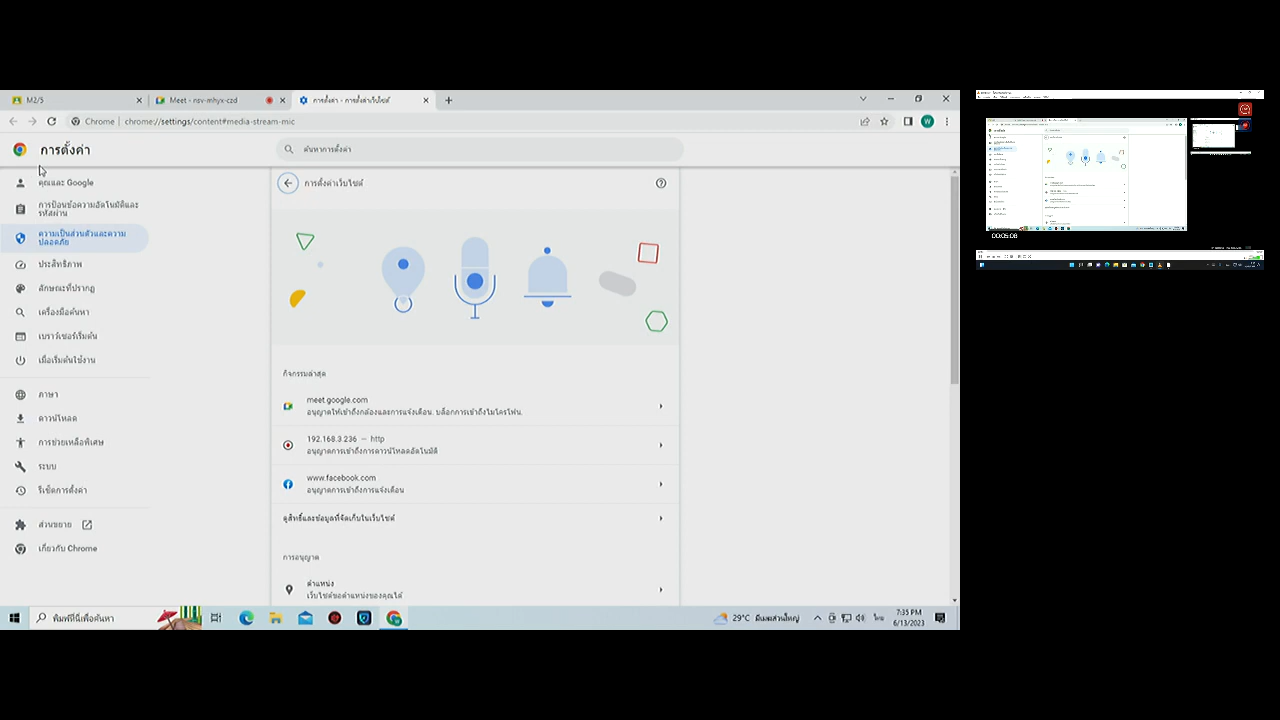 M2/5
Meet - nsv-mhyx-czd
การตั้งค่า - การตั้งค่าเว็บไซต์
Chrome | chrome://settings/content#media-stream-mic
การตั้งค่า
ค้นหาการตั้งค่า
คุณและ Google
การป้อนข้อความอัตโนมัติและ
รหัสผ่าน
ความเป็นส่วนตัวและความ
ปลอดภัย
ประสิทธิภาพ
ลักษณะที่ปรากฏ
เครื่องมือค้นหา
เบราว์เซอร์เริ่มต้น
เมื่อเริ่มต้นใช้งาน
ภาษา
ดาวน์โหลด
การช่วยเหลือพิเศษ
ระบบ
รีเซ็ตการตั้งค่า
ส่วนขยาย
เกี่ยวกับ Chrome
การตั้งค่าเว็บไซต์
กิจกรรมล่าสุด
meet.google.com
อนุญาตให้เข้าถึงกล้องและการแจ้งเตือน. บล็อกการเข้าถึงไมโครโฟน.
192.168.3.236 — http
อนุญาตการเข้าถึงการดาวน์โหลดอัตโนมัติ
www.facebook.com
อนุญาตการเข้าถึงการแจ้งเตือน
ดูสิทธิ์และข้อมูลที่จัดเก็บในเว็บไซต์
การอนุญาต
ตำแหน่ง
เว็บไซต์ขอตำแหน่งของคุณได้
พิมพ์ที่นี่เพื่อค้นหา
29°C มีเมฆส่วนใหญ่
ไทย
7:35 PM
6/13/2023
00:05:08